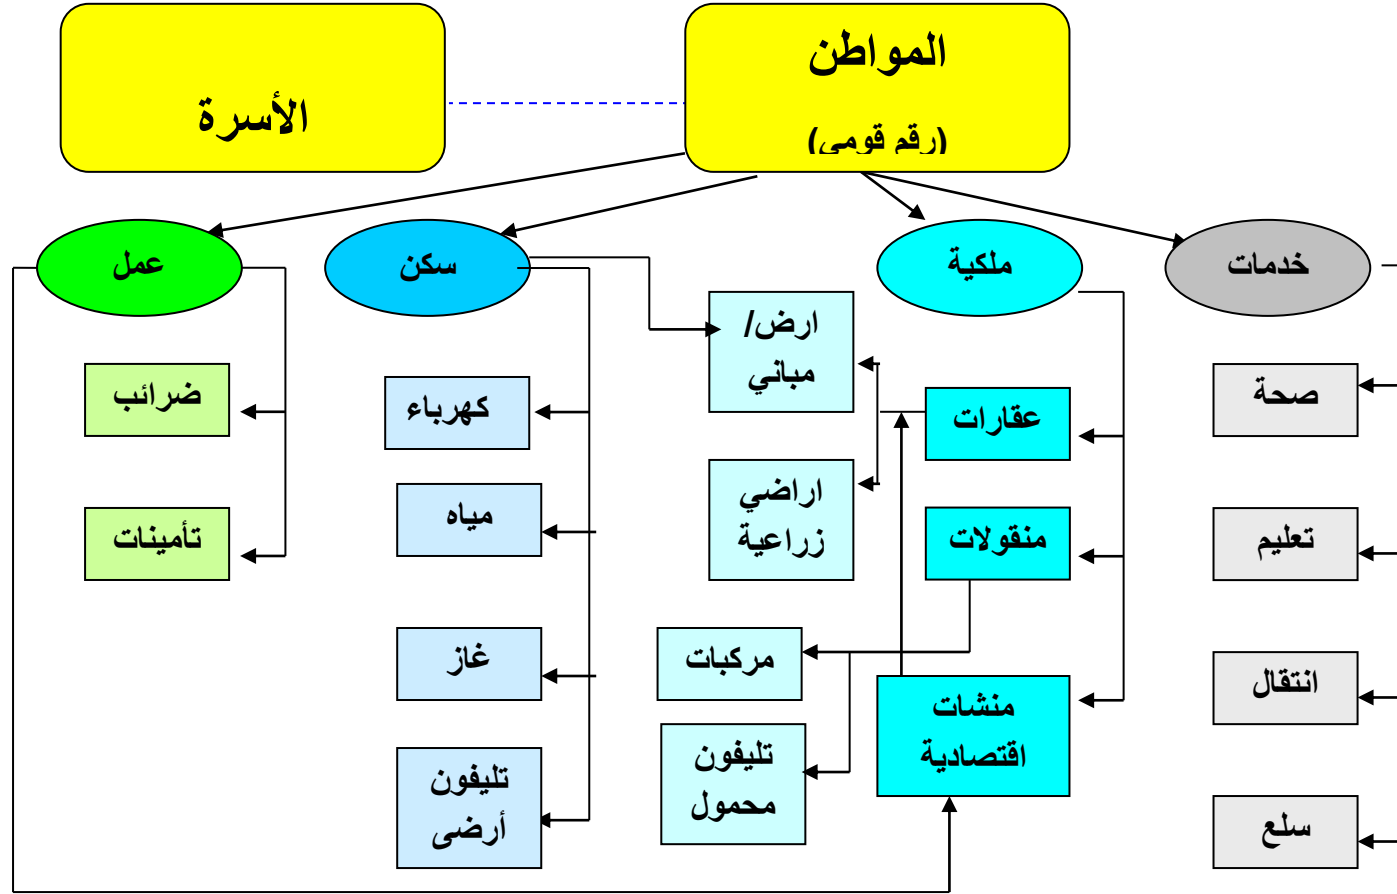 المواطن
(رقم قومى)
الأسرة
خدمات
ملكية
سكن
عمل
صحة
تعليم
انتقال
سلع
عقارات
منقولات
منشات
اقتصادية
ارض/
مباني
اراضي
زراعية
مركبات
تليفون
محمول
كهرباء
مياه
غاز
تليفون
أرضى
ضرائب
تأمينات